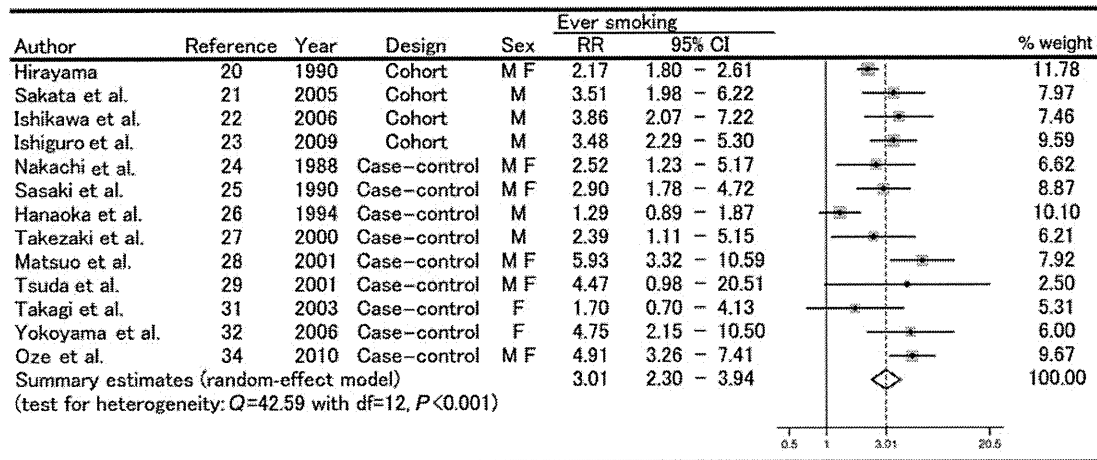 Ever smoking
Author Reference Year Design Sex RR 95% CI % weight
Hirayama 20 1990 Cohort M F 2.17 1.80 – 2.61 11.78
Sakata et al. 21 2005 Cohort M 3.51 1.98 – 6.22 7.97
Ishikawa et al. 22 2006 Cohort M 3.86 2.07 – 7.22 7.46
Ishiguro et al. 23 2009 Cohort M 3.48 2.29 – 5.30 9.59
Nakachi et al. 24 1988 Case-control M F 2.52 1.23 – 5.17 6.62
Sasaki et al. 25 1990 Case-control M F 2.90 1.78 – 4.72 8.87
Hanaoka et al. 26 1994 Case-control M 1.29 0.89 – 1.87 10.10
Takezaki et al. 27 2000 Case-control M 2.39 1.11 – 5.15 6.21
Matsuo et al. 28 2001 Case-control M F 5.93 3.32 – 10.59 7.92
Tsuda et al. 29 2001 Case-control M F 4.47 0.98 – 20.51 2.50
Takagi et al. 31 2003 Case-control F 1.70 0.70 – 4.13 5.31
Yokoyama et al. 32 2006 Case-control F 4.75 2.15 – 10.50 6.00
Oze et al. 34 2010 Case-control M F 4.91 3.26 – 7.41 9.67
Summary estimates (random-effect model) 3.01 2.30 – 3.94 100.00
(test for heterogeneity: Q=42.59 with df=12, P<0.001)
0.5 1 3.01 20.5